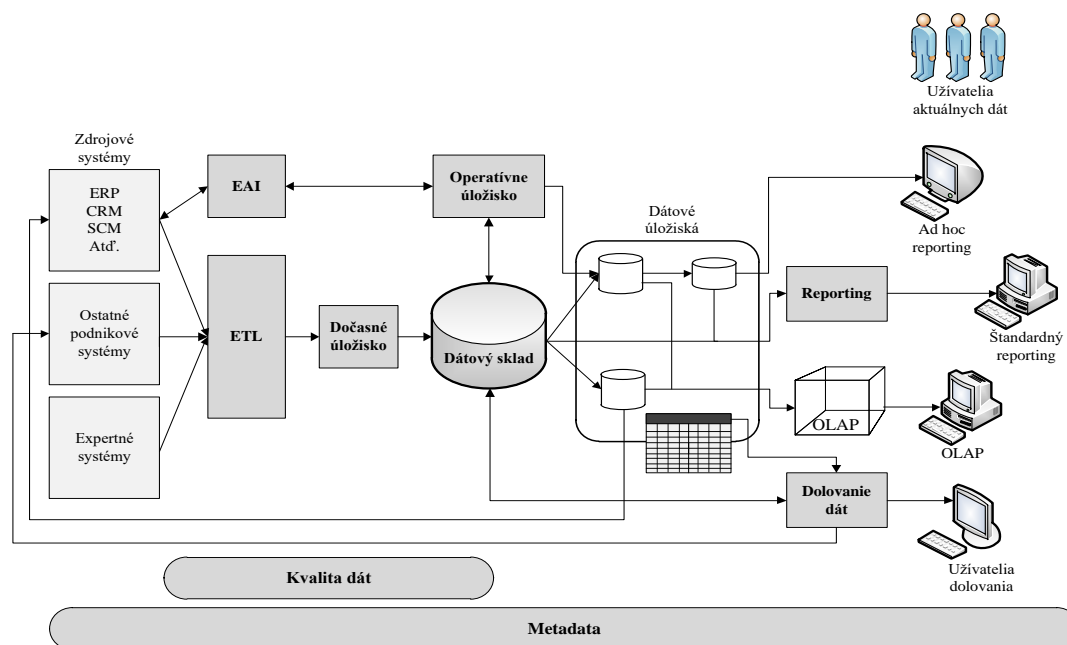 Užívatelia
aktuálnych dát
Zdrojové
systémy
ERP
CRM
SCM
Atď.
EAI
Operatívne
úložisko
Dátové
úložiská
Ad hoc
reporting
Ostatné
podnikové
systémy
ETL
Dočasné
úložisko
Dátový sklad
Reporting
Štandardný
reporting
Expertné
systémy
OLAP
OLAP
Dolovanie
dát
Užívatelia
dolovania
Kvalita dát
Metadata